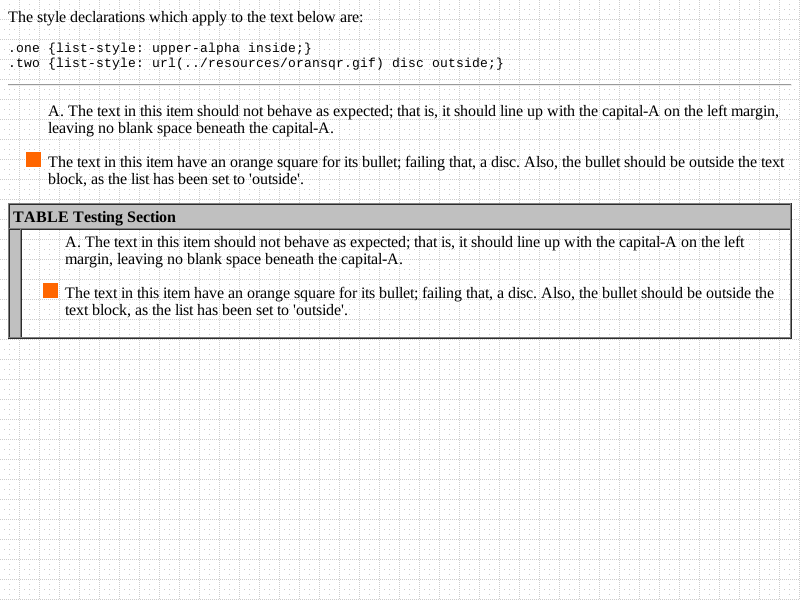 The style declarations which apply to the text below are:
.one {list-style: upper-alpha inside;}
.two {list-style: url(../resources/oransqr.gif) disc outside;}
A. The text in this item should not behave as expected; that is, it should line up with the capital-A on the left margin,
leaving no blank space beneath the capital-A.
The text in this item have an orange square for its bullet; failing that, a disc. Also, the bullet should be outside the text
block, as the list has been set to 'outside'.
TABLE Testing Section
A. The text in this item should not behave as expected; that is, it should line up with the capital-A on the left
margin, leaving no blank space beneath the capital-A.
The text in this item have an orange square for its bullet; failing that, a disc. Also, the bullet should be outside the
text block, as the list has been set to 'outside'.